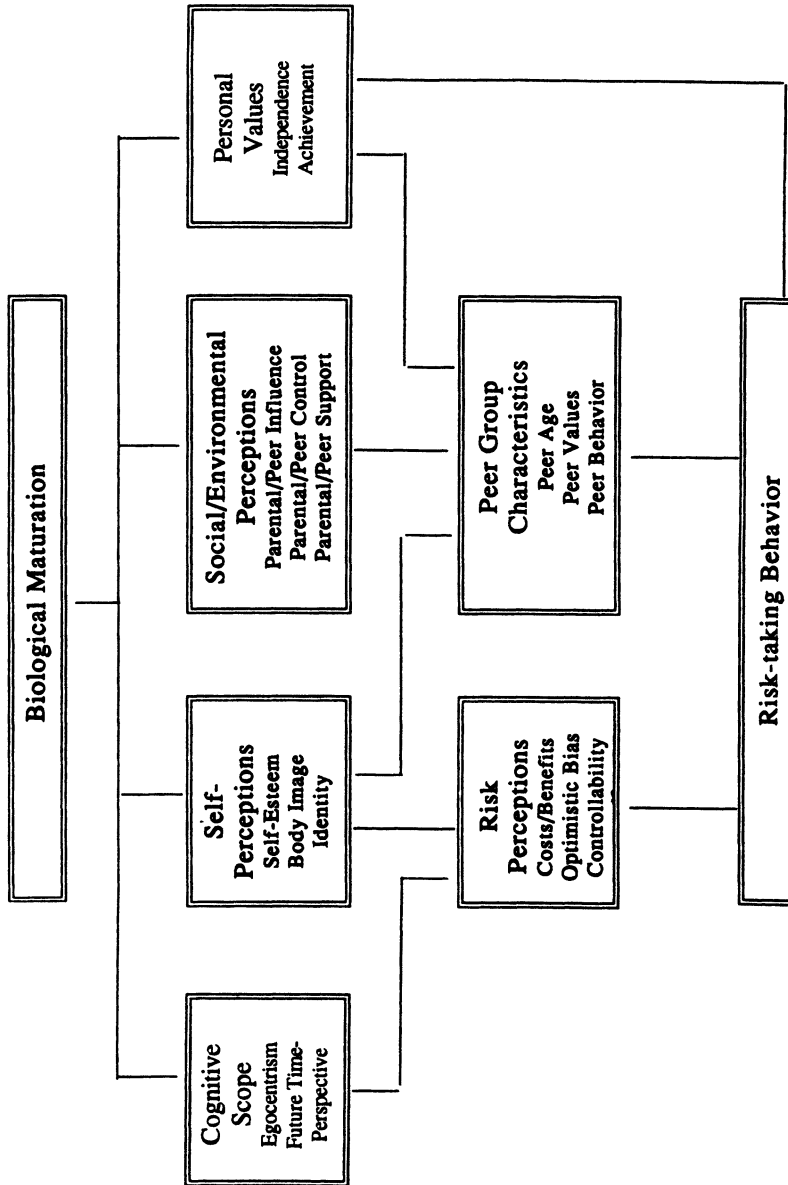 Biological Maturation
Cognitive
Scope
Egocentrism
Future Time-
Perspective
Self-
Perceptions
Self-Esteem
Body Image
Identity
Social/Environmental
Perceptions
Parental/Peer Influence
Parental/Peer Control
Parental/Peer Support
Personal
Values
Independence
Achievement
Risk
Perceptions
Costs/Benefits
Optimistic Bias
Controllability
Peer Group
Characteristics
Peer Age
Peer Values
Peer Behavior
Risk-taking Behavior